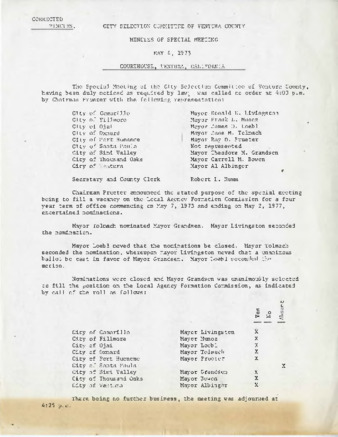 CORRECTED
MINUTES. CITY SELECTION COMMITTEE OF VENTURA COUNTY
MINUTES OF SPECIAL MEETING
MAY 4, 1973
COURTHOUSE, VENTURA, CALIFORNIA
The Special Meeting of the City Selection Committee of Ventura County,
having been duly noticed as required by law, was called to order at 4:02 p.m.
by Chairman Prueter with the following representation:
City of Camarillo Mayor Ronald E. Livingston
City of Fillmore Mayor Hank L.
City of Ojai Mayor James D. Loebl
City of Oxnard Mayor Jane M. Tolmach
City of Port Hueneme Mayor Ray D. Prueter
City of Santa Paula Not represented
City of Simi Valley Mayor Theodore M. Grandsen
City of Thousand Oaks Mayor Carroll M. Bowen
City of Ventura Mayor Al Albinger
Secretary and County Clerk Robert L. Hamm
Chairman Prueter announced the stated purpose of the special meeting
being to fill a vacancy on the Local Agency Formation Commission for a four
year term of office commencing on May 7, 1973 and ending on May 2, 1977,
entertained nominations.
Mayor Tolmach nominated Mayor Grandsen. Mayor Livingston seconded
the nomination.
Mayor Loebl moved that the nominations be closed. Mayor Tolmach
seconded the nomination, whereupon Mayor Livingston moved that a unanimous
ballot be cast in favor of Mayor Grandsen. Mayor Loebl seconded the
motion.
Nominations were closed and Mayor Grandsen was unanimously selected
to fill the position on the Local Agency Formation Commission, as indicated
by call of the roll as follows:
Yes No Absent
City of Camarillo Mayor Livingston X
City of Fillmore Mayor X
City of Ojai Mayor Loebl X
City of Oxnard Mayor Tolmach X
City of Port Hueneme Mayor Prueter X
City of Santa Paula X
City of Simi Valley Mayor Grandsen X
City of Thousand Oaks Mayor Bowen X
City of Ventura Mayor Albinger X
There being no further business, the meeting was adjourned at
4:25 p.m.